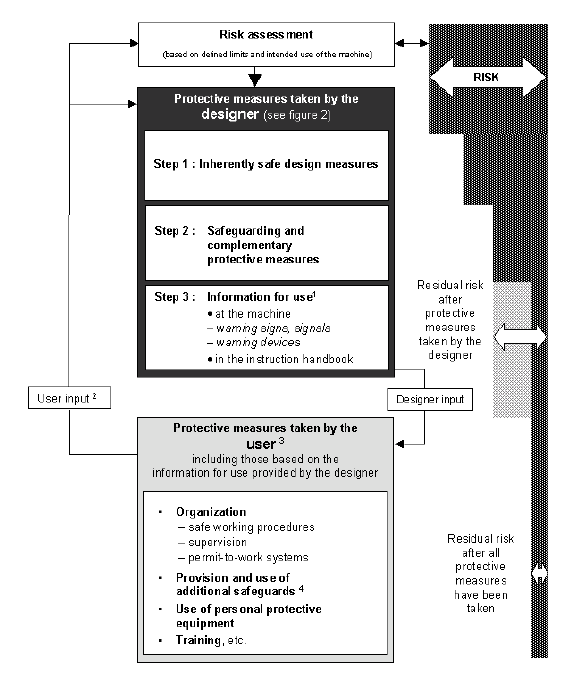 Risk assessment
(based on defined limits and intended use of the machine)
RISK
Protective measures taken by the
designer (see figure 2)
Step 1 : Inherently safe design measures
Step 2 : Safeguarding and
complementary
protective measures
Step 3 : Information for use¹
• at the machine
– warning signs, signals
– warning devices
• in the instruction handbook
Residual risk
after
protective
measures
taken by the
designer
User input ²
Designer input
Protective measures taken by the
user ³
including those based on the
information for use provided by the designer
▪ Organization
– safe working procedures
– supervision
– permit-to-work systems
▪ Provision and use of
additional safeguards ⁴
▪ Use of personal protective
equipment
▪ Training, etc.
Residual risk
after all
protective
measures
have been
taken